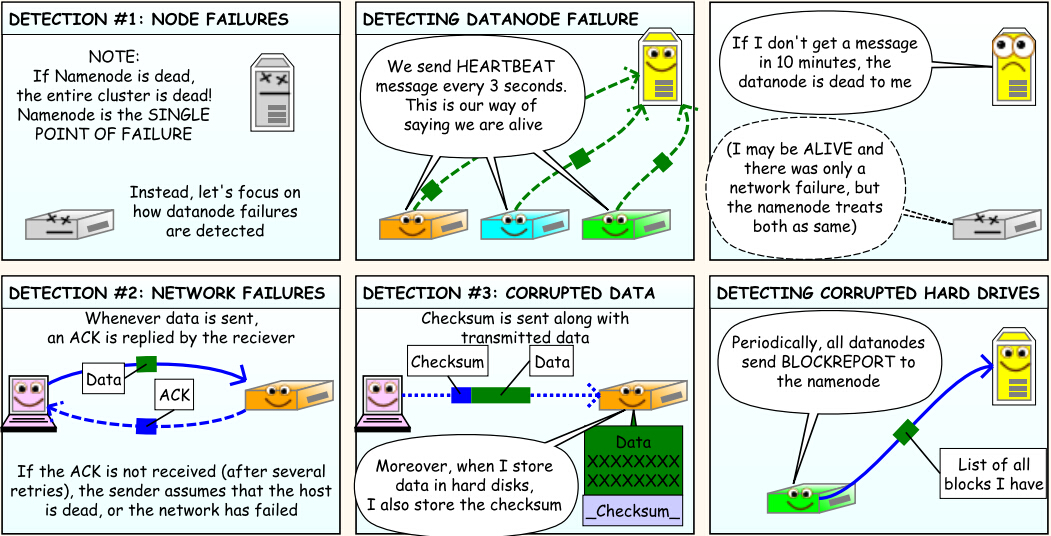 DETECTION #1: NODE FAILURES
NOTE:
If Namenode is dead,
the entire cluster is dead!
Namenode is the SINGLE
POINT OF FAILURE
Instead, let's focus on
how datanode failures
are detected
DETECTING DATANODE FAILURE
We send HEARTBEAT
message every 3 seconds.
This is our way of
saying we are alive
If I don't get a message
in 10 minutes, the
datanode is dead to me
(I may be ALIVE and
there was only a
network failure, but
the namenode treats
both as same)
DETECTION #2: NETWORK FAILURES
Whenever data is sent,
an ACK is replied by the reciever
Data
ACK
If the ACK is not received (after several
retries), the sender assumes that the host
is dead, or the network has failed
DETECTION #3: CORRUPTED DATA
Checksum is sent along with
transmitted data
Checksum
Data
Moreover, when I store
data in hard disks,
I also store the checksum
Data
XXXXXXXX
XXXXXXXX
_Checksum_
DETECTING CORRUPTED HARD DRIVES
Periodically, all datanodes
send BLOCKREPORT to
the namenode
List of all
blocks I have